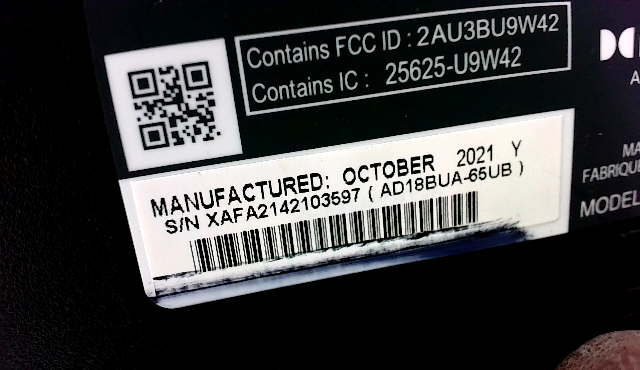 Contains FCC ID : 2AU3BU9W42
Contains IC : 25625-U9W42
MANUFACTURED: OCTOBER 2021 Y
S/N XAFA2142103597 ( AD18BUA-65UB )
MODEL